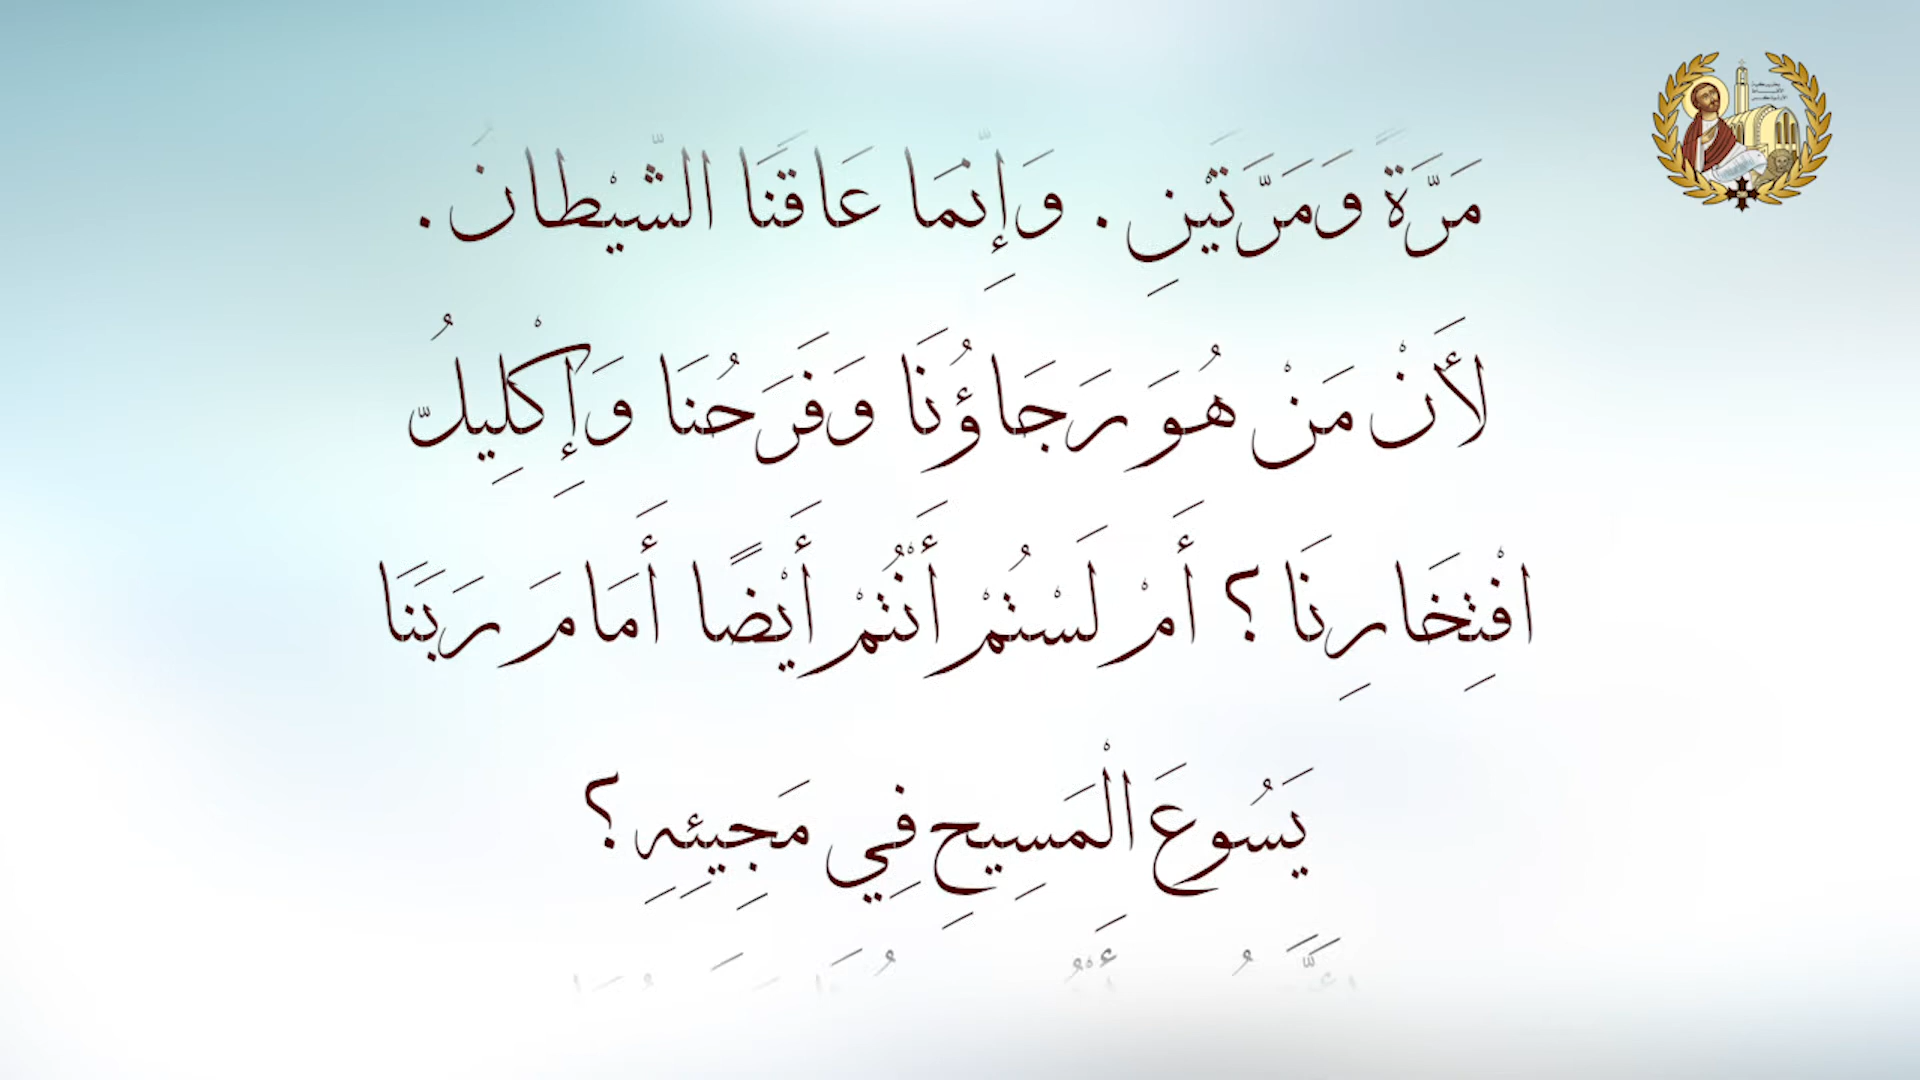 مَرَّةً وَمَرَّتَيْنِ. وَإِنَّمَا عَاقَنَا الشَّيْطَانُ.
لأَنْ مَنْ هُوَ رَجَاؤُنَا وَفَرَحُنَا وَإِكْلِيلُ
افْتِخَارِنَا؟ أَمْ لَسْتُمْ أَنْتُمْ أَيْضًا أَمَامَ رَبَنَا
يَسُوعَ الْمَسِيحِ فِي مَجِيئِهِ؟